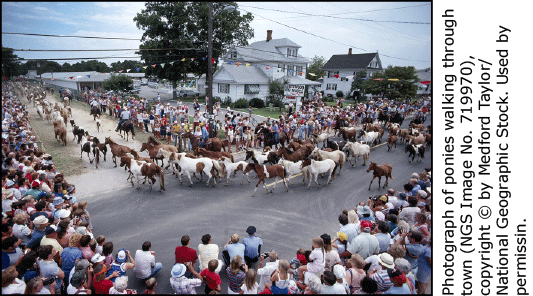 Photograph of ponies walking through
town (NGS Image No. 719970),
copyright © by Medford Taylor/
National Geographic Stock. Used by
permissin.